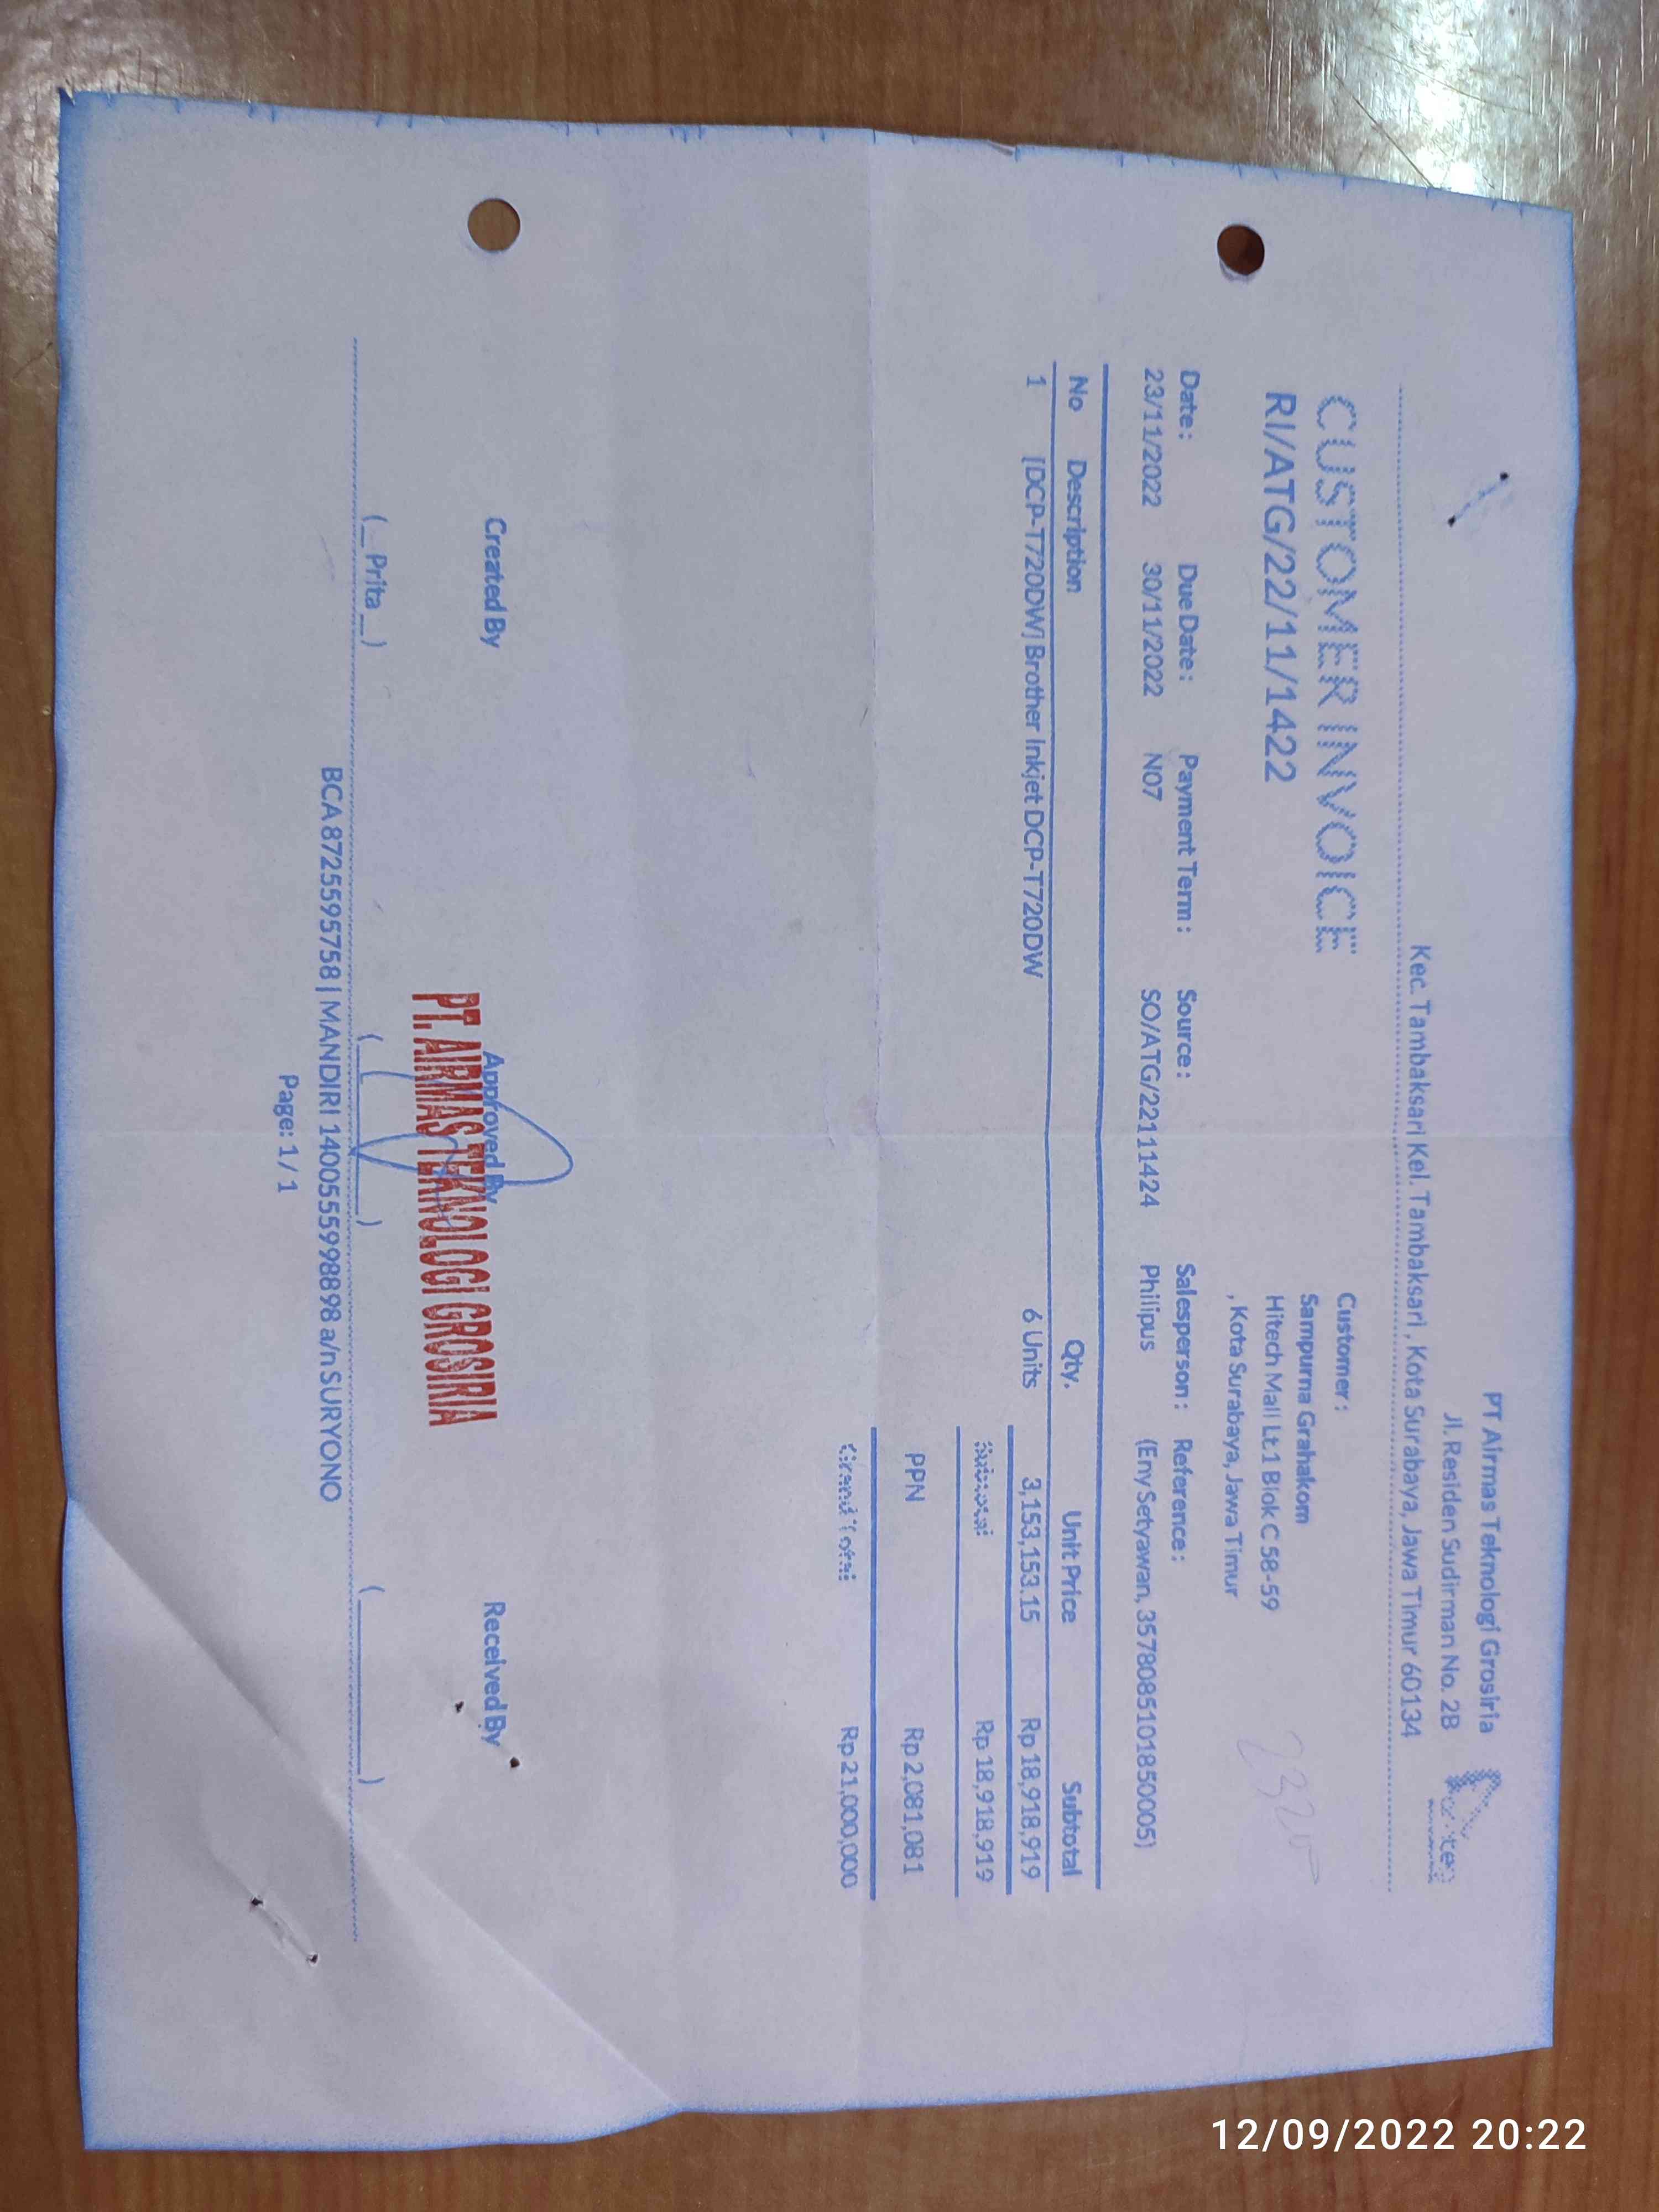 PT Airmas Teknologi Grosiria
Jl. Residen Sudirman No. 2B
Kec. Tambaksari Kel. Tambaksari , Kota Surabaya, Jawa Timur 60134
CUSTOMER INVOICE
RI/ATG/22/11/1422
Customer :
Sampurna Grahakom
Hitech Mall Lt 1 Blok C 58-59
, Kota Surabaya, Jawa Timur
Date : Due Date : Payment Term : Source : Salesperson : Reference :
23/11/2022 30/11/2022 N07 SO/ATG/22111424 Philipus (Eny Setyawan, 3578085101850005)
No Description Qty. Unit Price Subtotal
1 [DCP-T720DW] Brother Inkjet DCP-T720DW 6 Units 3,153,153.15 Rp 18,918,919
Subtotal Rp 18,918,919
PPN Rp 2,081,081
Grand Total Rp 21,000,000
Created By Approved By Received By
PT. AIRMAS TEKNOLOGI GROSIRIA
(_ Prita _) (________) (________)
BCA 8725595758 | MANDIRI 1400555998898 a/n SURYONO
Page: 1 / 1
12/09/2022 20:22